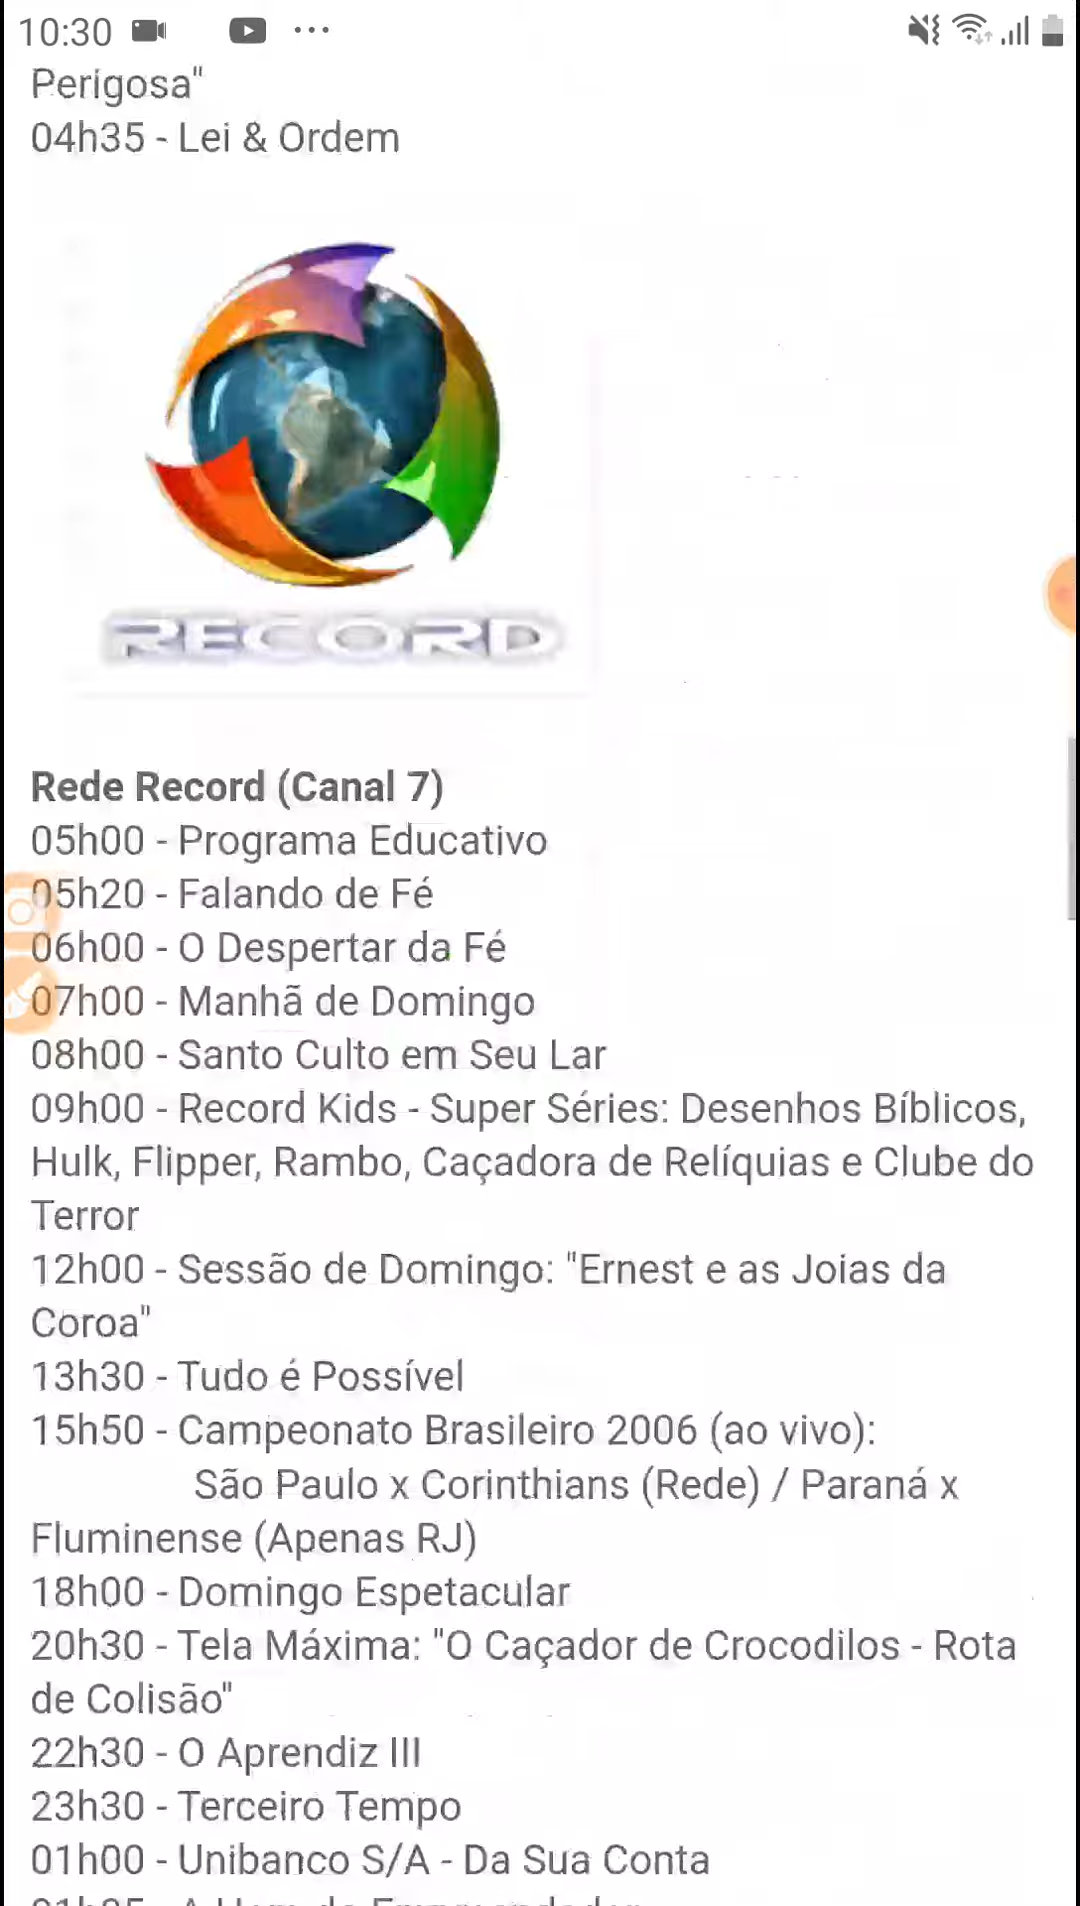 10:30
Perigosa"
04h35 - Lei & Ordem
RECORD
Rede Record (Canal 7)
05h00 - Programa Educativo
05h20 - Falando de Fé
06h00 - O Despertar da Fé
07h00 - Manhã de Domingo
08h00 - Santo Culto em Seu Lar
09h00 - Record Kids - Super Séries: Desenhos Bíblicos,
Hulk, Flipper, Rambo, Caçadora de Relíquias e Clube do
Terror
12h00 - Sessão de Domingo: "Ernest e as Joias da
Coroa"
13h30 - Tudo é Possível
15h50 - Campeonato Brasileiro 2006 (ao vivo):
São Paulo x Corinthians (Rede) / Paraná x
Fluminense (Apenas RJ)
18h00 - Domingo Espetacular
20h30 - Tela Máxima: "O Caçador de Crocodilos - Rota
de Colisão"
22h30 - O Aprendiz III
23h30 - Terceiro Tempo
01h00 - Unibanco S/A - Da Sua Conta